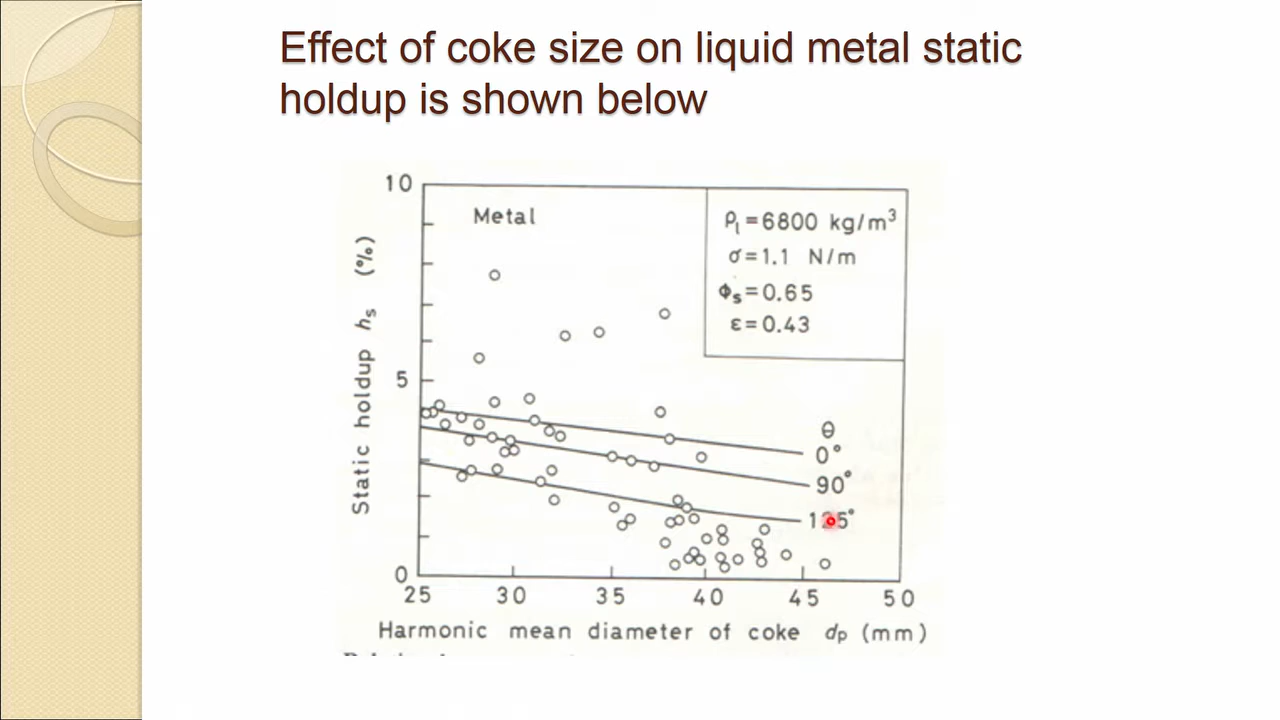 Effect of coke size on liquid metal static
holdup is shown below
10
Metal
ρl=6800 kg/m³
σ=1.1 N/m
Φs=0.65
ε=0.43
Static holdup hs (%)
5
θ
0°
90°
0
25 30 35 40 45 50
Harmonic mean diameter of coke dp (mm)